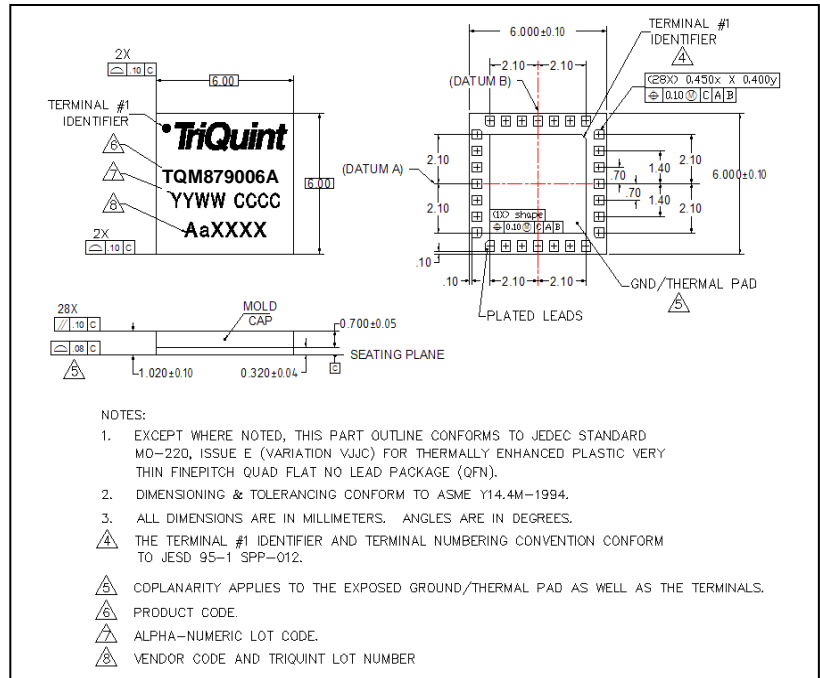 2X
⌓ .10 C
6.00
TERMINAL #1
IDENTIFIER
TriQuint
6
TQM879006A
7
YYWW CCCC
8
AaXXXX
6.00
2X
⌓ .10 C
6.000±0.10
2.10
2.10
TERMINAL #1
IDENTIFIER
4
(DATUM B)
(28X) 0.450x X 0.400y
⌖ 0.10 Ⓜ C A B
(DATUM A)
2.10
2.10
.70
.70
1.40
1.40
2.10
2.10
6.000±0.10
(1X) shape
⌖ 0.10 Ⓜ C A B
.10
.10
2.10
2.10
GND/THERMAL PAD
5
PLATED LEADS
28X
// .10 C
⌓ .08 C
5
MOLD
CAP
0.700±0.05
SEATING PLANE
C
1.020±0.10
0.320±0.04
NOTES:
1. EXCEPT WHERE NOTED, THIS PART OUTLINE CONFORMS TO JEDEC STANDARD
MO-220, ISSUE E (VARIATION VJJC) FOR THERMALLY ENHANCED PLASTIC VERY
THIN FINEPITCH QUAD FLAT NO LEAD PACKAGE (QFN).
2. DIMENSIONING & TOLERANCING CONFORM TO ASME Y14.4M-1994.
3. ALL DIMENSIONS ARE IN MILLIMETERS. ANGLES ARE IN DEGREES.
4 THE TERMINAL #1 IDENTIFIER AND TERMINAL NUMBERING CONVENTION CONFORM
TO JESD 95-1 SPP-012.
5 COPLANARITY APPLIES TO THE EXPOSED GROUND/THERMAL PAD AS WELL AS THE TERMINALS.
6 PRODUCT CODE.
7 ALPHA-NUMERIC LOT CODE.
8 VENDOR CODE AND TRIQUINT LOT NUMBER